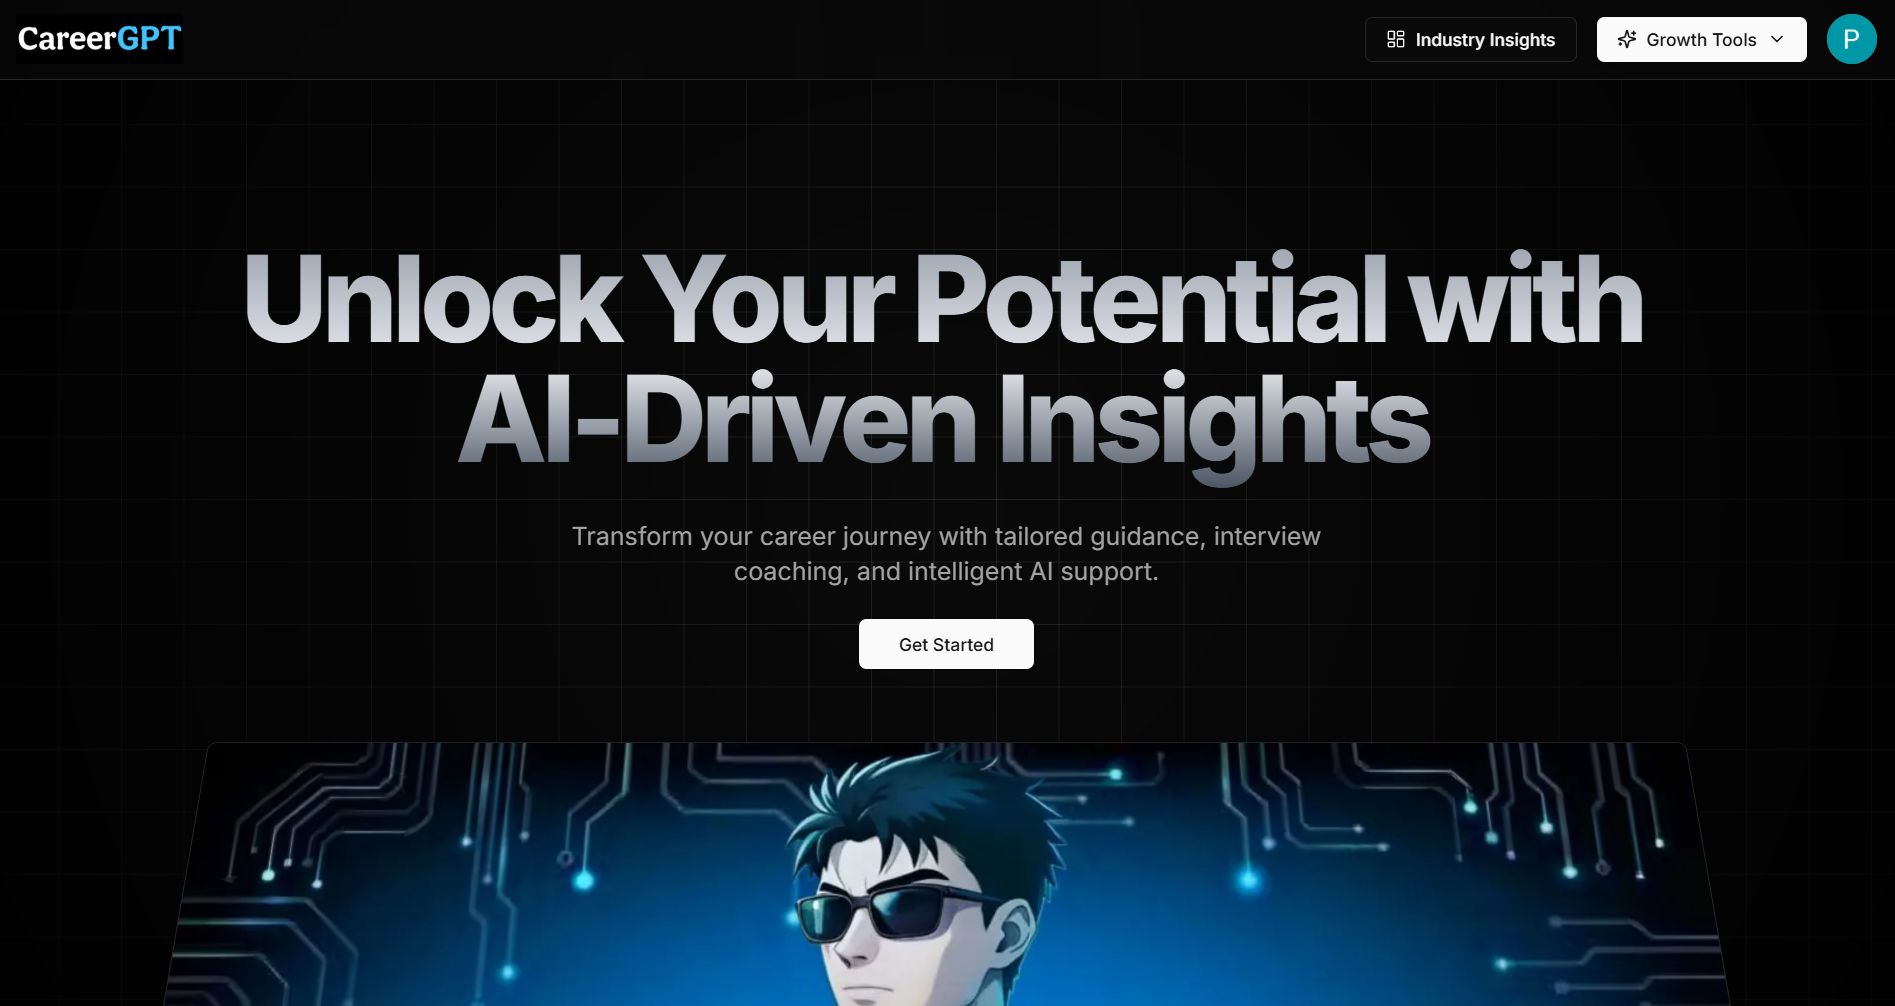 CareerGPT
Industry Insights
Growth Tools
P
Unlock Your Potential with
AI-Driven Insights
Transform your career journey with tailored guidance, interview
coaching, and intelligent AI support.
Get Started